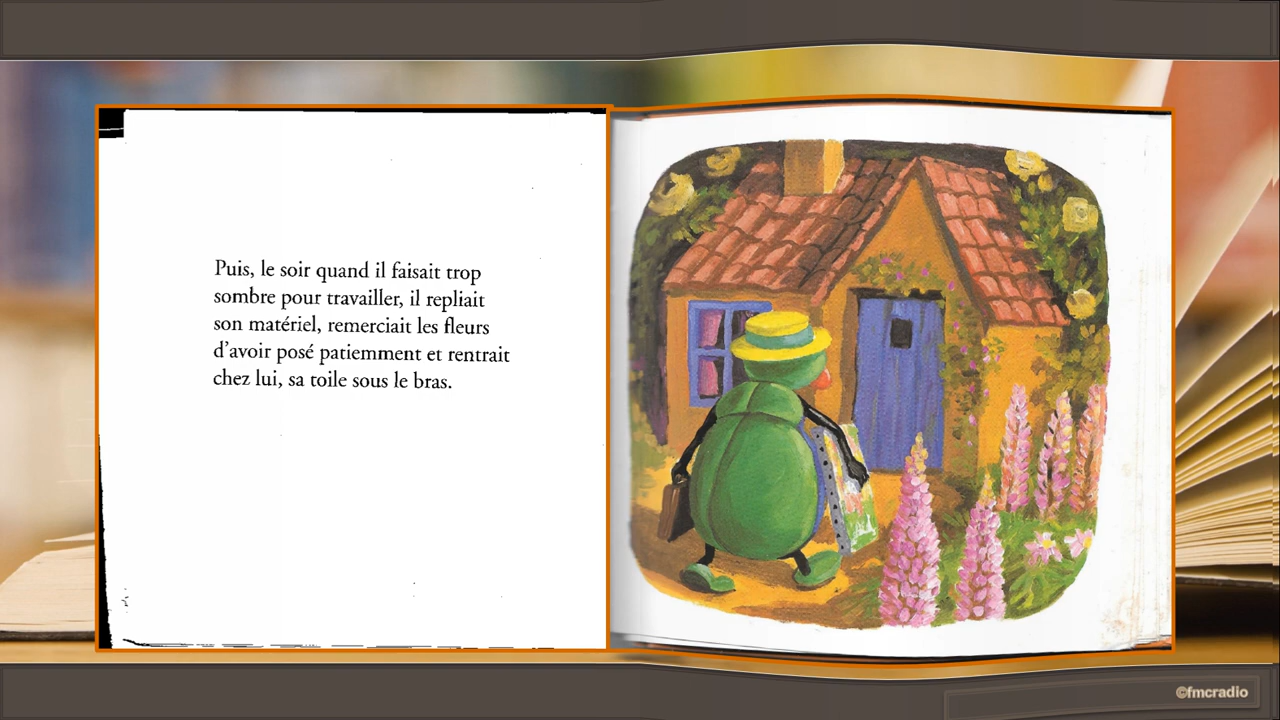 Puis, le soir quand il faisait trop
sombre pour travailler, il repliait
son matériel, remerciait les fleurs
d'avoir posé patiemment et rentrait
chez lui, sa toile sous le bras.
©fmcradio